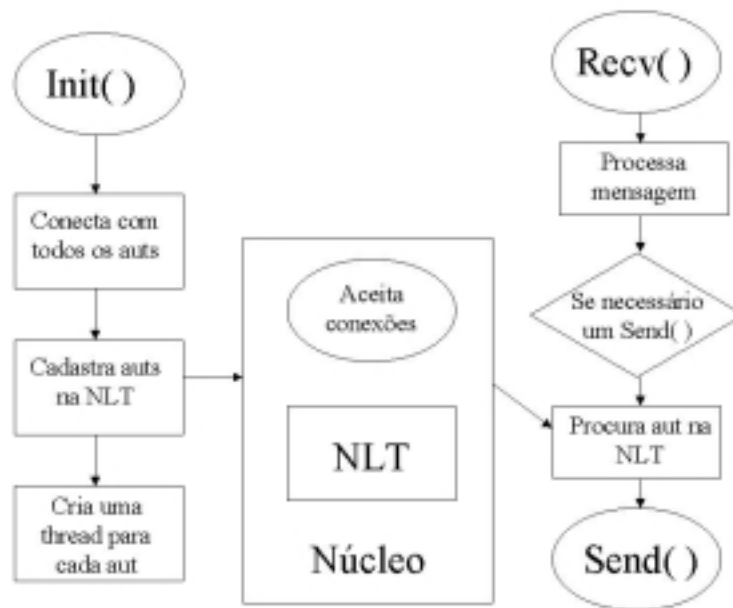 Init( )
Conecta com
todos os auts
Cadastra auts
na NLT
Cria uma
thread para
cada aut
Aceita
conexões
NLT
Núcleo
Recv( )
Processa
mensagem
Se necessário
um Send( )
Procura aut na
NLT
Send( )